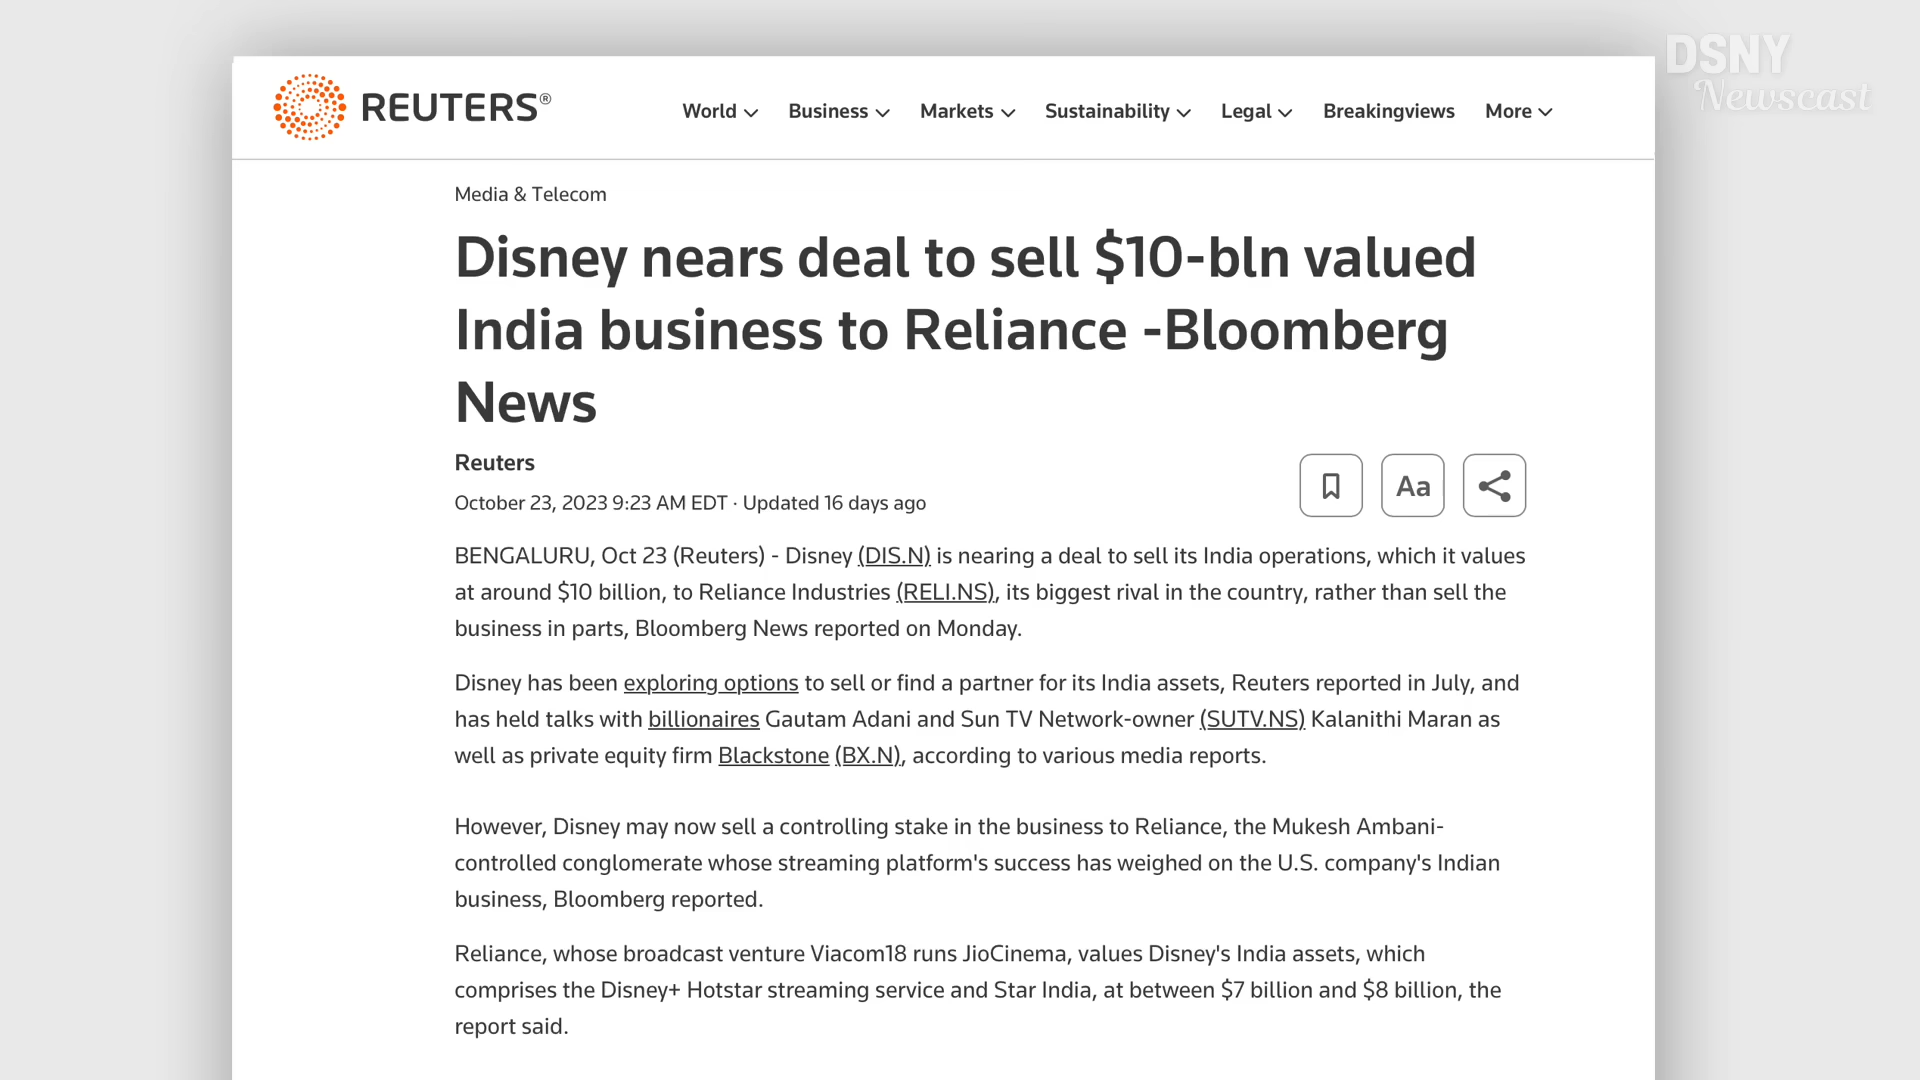 DSNY
Newscast
REUTERS®
World Business Markets Sustainability Legal Breakingviews More
Media & Telecom
Disney nears deal to sell $10-bln valued
India business to Reliance -Bloomberg
News
Reuters
October 23, 2023 9:23 AM EDT · Updated 16 days ago
Aa
BENGALURU, Oct 23 (Reuters) - Disney (DIS.N) is nearing a deal to sell its India operations, which it values
at around $10 billion, to Reliance Industries (RELI.NS), its biggest rival in the country, rather than sell the
business in parts, Bloomberg News reported on Monday.
Disney has been exploring options to sell or find a partner for its India assets, Reuters reported in July, and
has held talks with billionaires Gautam Adani and Sun TV Network-owner (SUTV.NS) Kalanithi Maran as
well as private equity firm Blackstone (BX.N), according to various media reports.
However, Disney may now sell a controlling stake in the business to Reliance, the Mukesh Ambani-
controlled conglomerate whose streaming platform's success has weighed on the U.S. company's Indian
business, Bloomberg reported.
Reliance, whose broadcast venture Viacom18 runs JioCinema, values Disney's India assets, which
comprises the Disney+ Hotstar streaming service and Star India, at between $7 billion and $8 billion, the
report said.